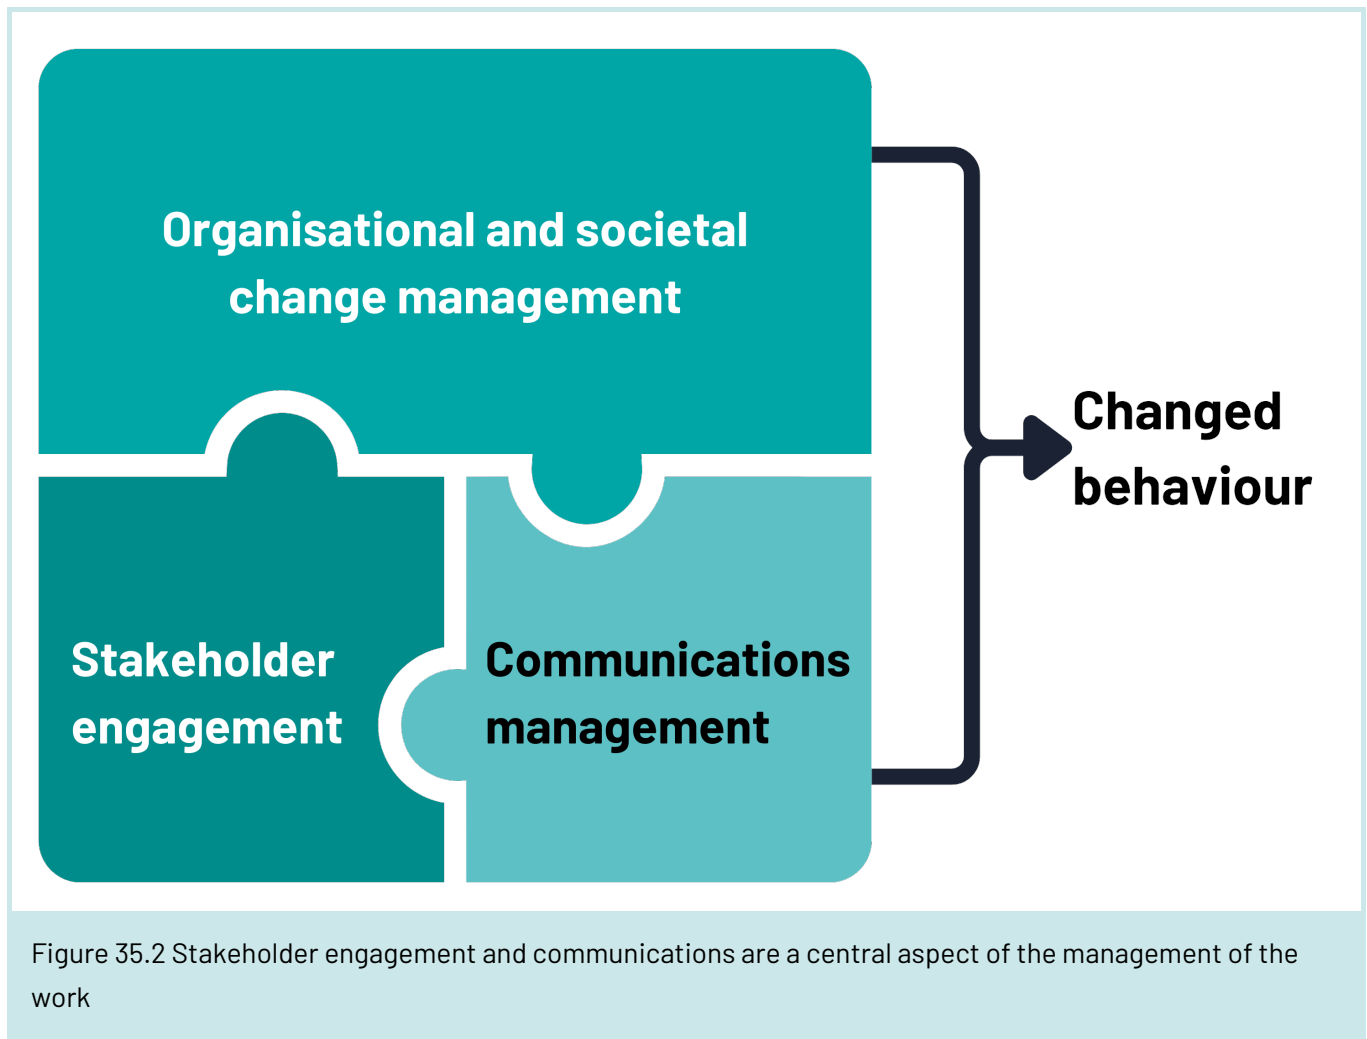 Organisational and societal
change management
Changed
behaviour
Stakeholder
engagement
Communications
management
Figure 35.2 Stakeholder engagement and communications are a central aspect of the management of the
work